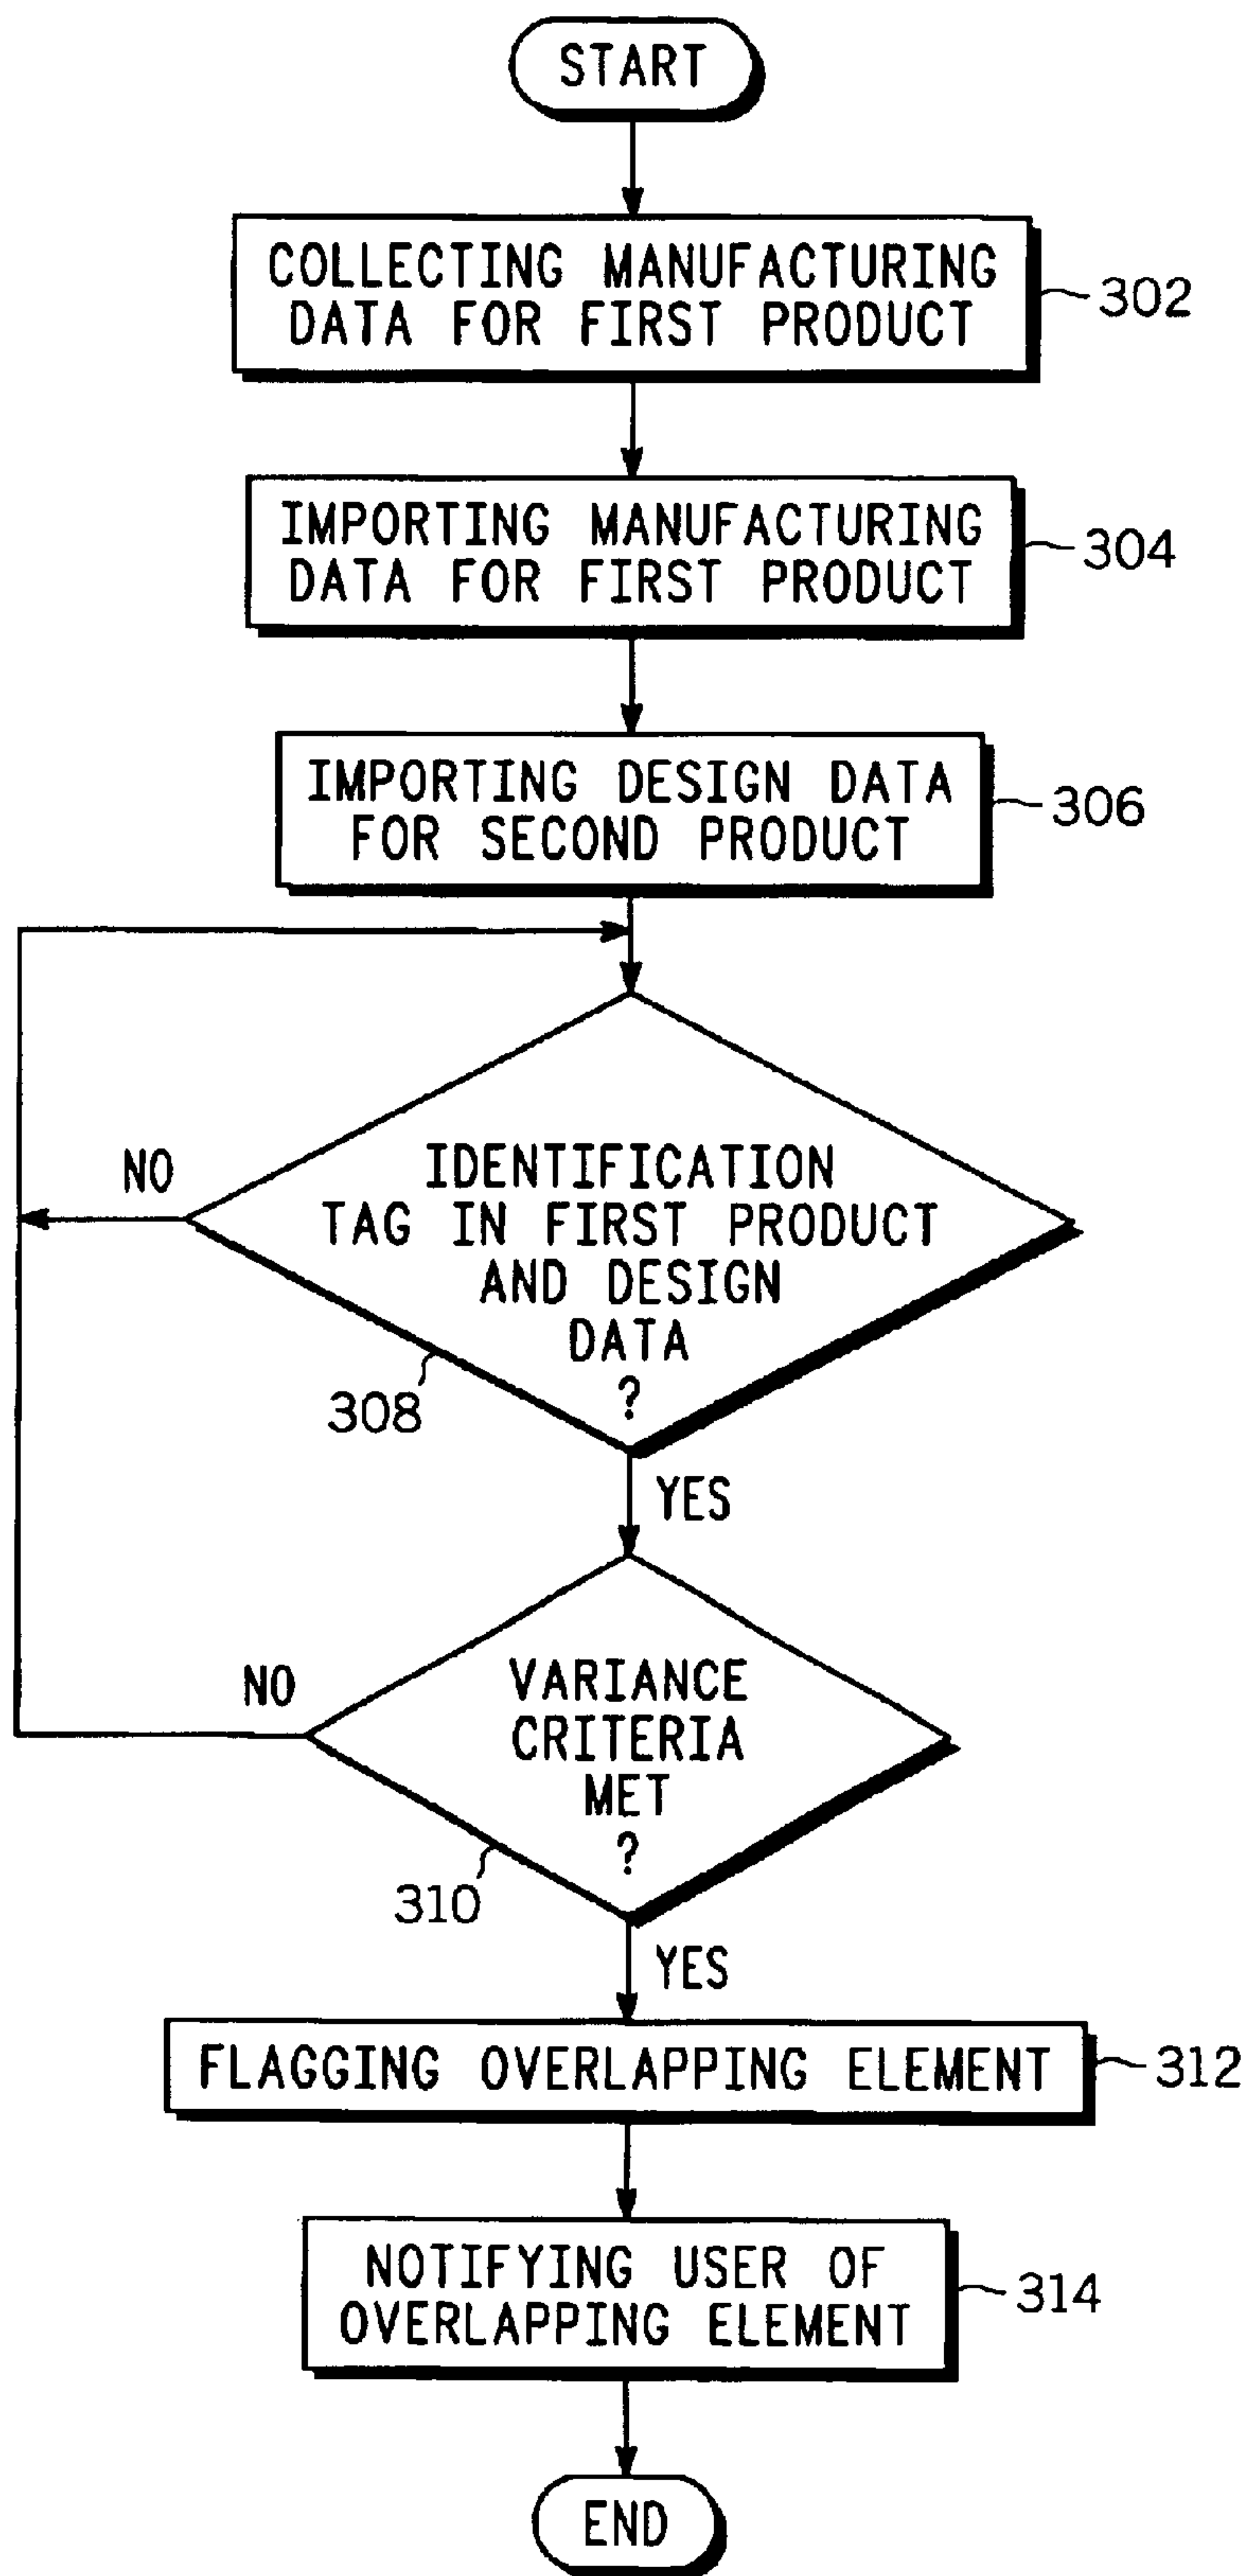 START
COLLECTING MANUFACTURING
DATA FOR FIRST PRODUCT
302
IMPORTING MANUFACTURING
DATA FOR FIRST PRODUCT
304
IMPORTING DESIGN DATA
FOR SECOND PRODUCT
306
NO
IDENTIFICATION
TAG IN FIRST PRODUCT
AND DESIGN
DATA
?
308
YES
NO
VARIANCE
CRITERIA
MET
?
310
YES
FLAGGING OVERLAPPING ELEMENT
312
NOTIFYING USER OF
OVERLAPPING ELEMENT
314
END